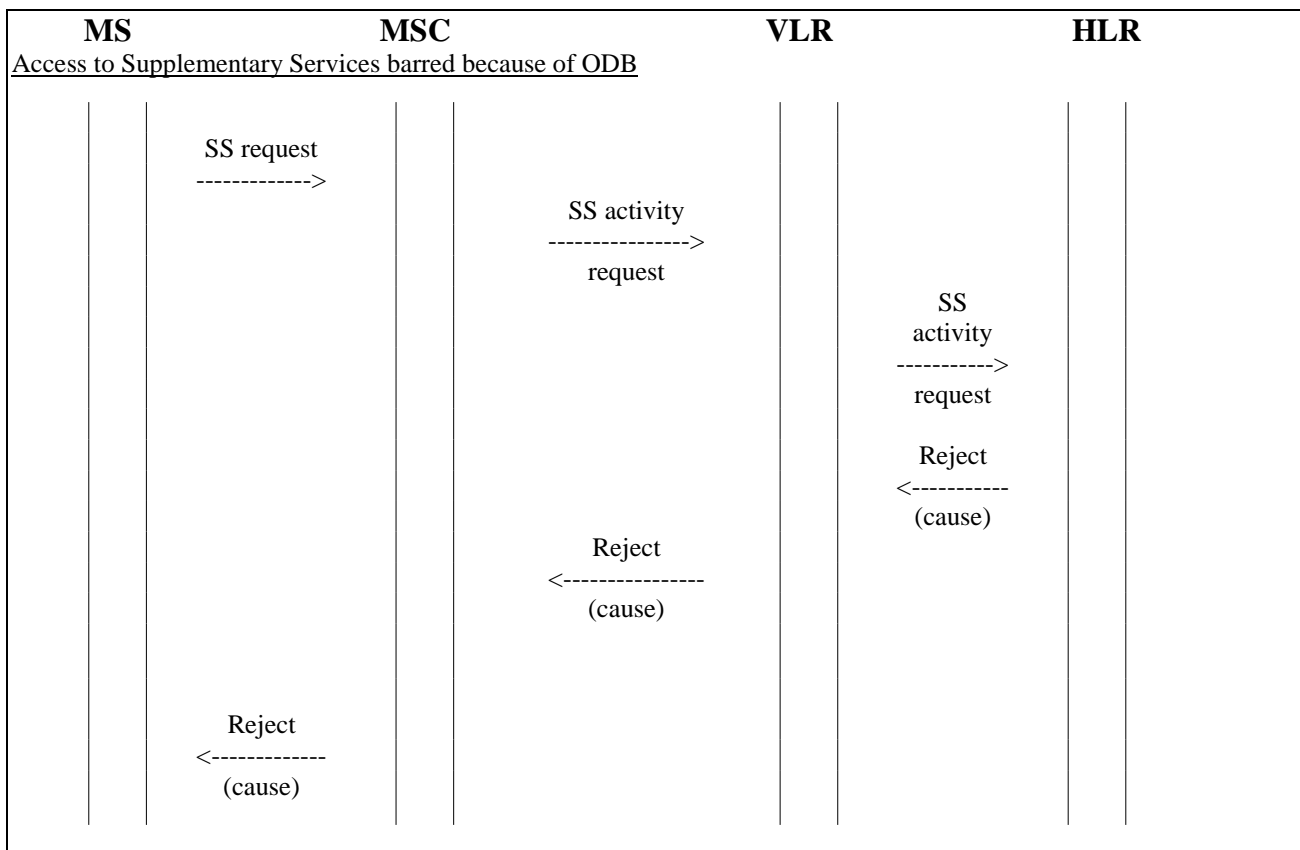 MS MSC VLR HLR
Access to Supplementary Services barred because of ODB
SS request
------------->
SS activity
---------------->
request
SS
activity
----------->
request
Reject
<-----------
(cause)
Reject
<----------------
(cause)
Reject
<-------------
(cause)